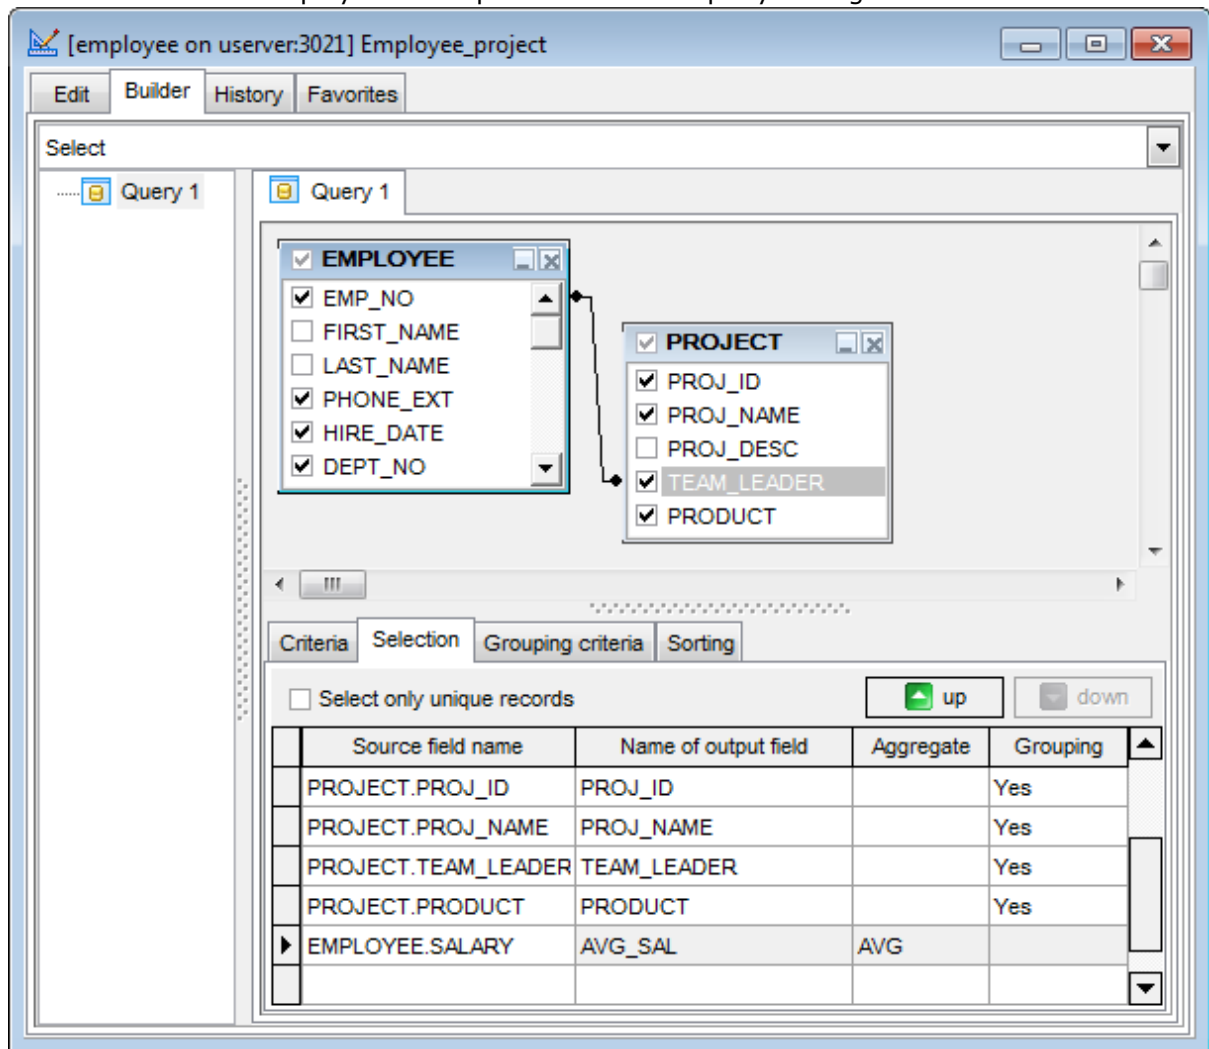 [employee on userver:3021] Employee_project
Edit Builder History Favorites
Select
Query 1
Query 1
EMPLOYEE
EMP_NO
FIRST_NAME
LAST_NAME
PHONE_EXT
HIRE_DATE
DEPT_NO
PROJECT
PROJ_ID
PROJ_NAME
PROJ_DESC
TEAM_LEADER
PRODUCT
Criteria Selection Grouping criteria Sorting
Select only unique records up down
Source field name Name of output field Aggregate Grouping
PROJECT.PROJ_ID PROJ_ID Yes
PROJECT.PROJ_NAME PROJ_NAME Yes
PROJECT.TEAM_LEADER TEAM_LEADER Yes
PROJECT.PRODUCT PRODUCT Yes
EMPLOYEE.SALARY AVG_SAL AVG